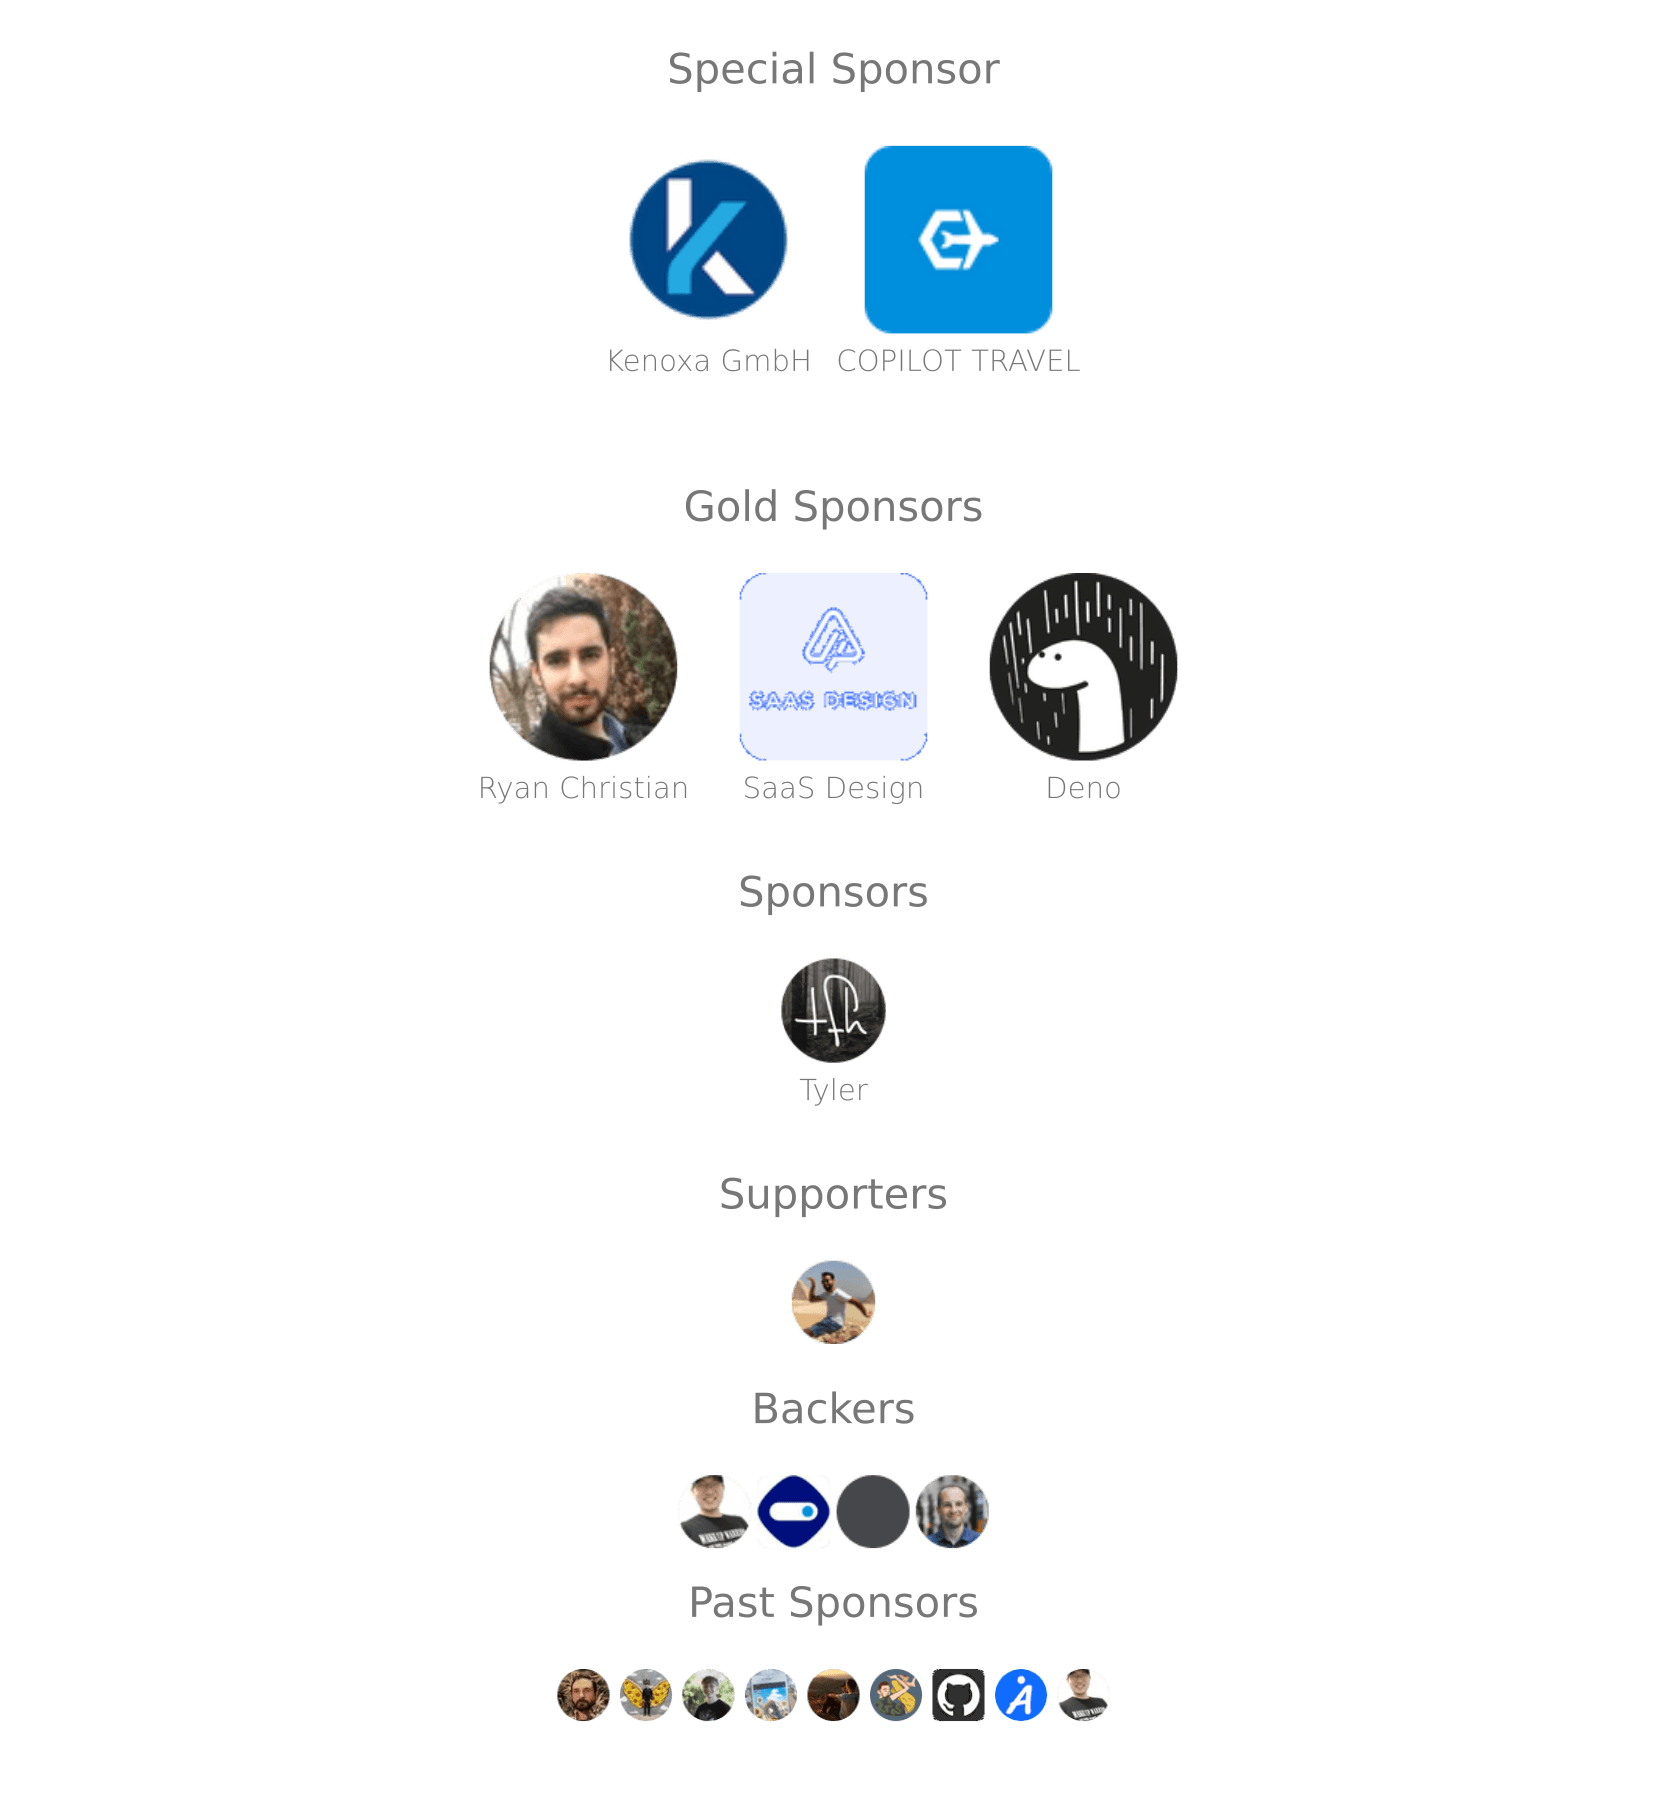 Special Sponsor
Kenoxa GmbH COPILOT TRAVEL
Gold Sponsors
SAAS DESIGN
Ryan Christian SaaS Design Deno
Sponsors
tfh
Tyler
Supporters
Backers
Past Sponsors